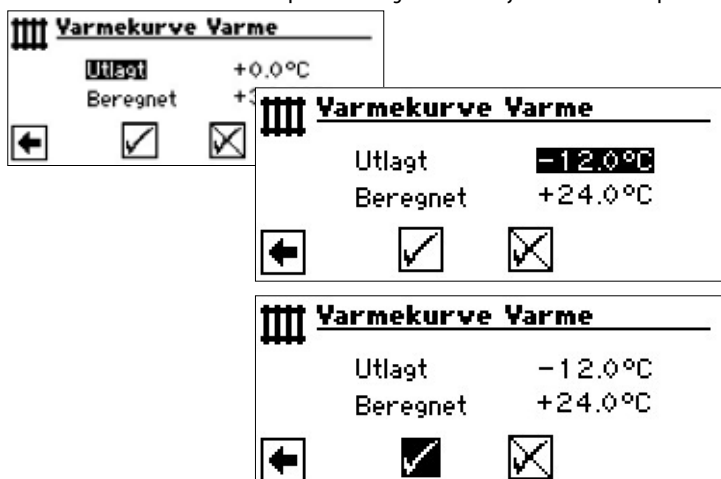 Varmekurve Varme
Utlagt +0.0°C
Beregnet
Varmekurve Varme
Utlagt -12.0°C
Beregnet +24.0°C
Varmekurve Varme
Utlagt -12.0°C
Beregnet +24.0°C